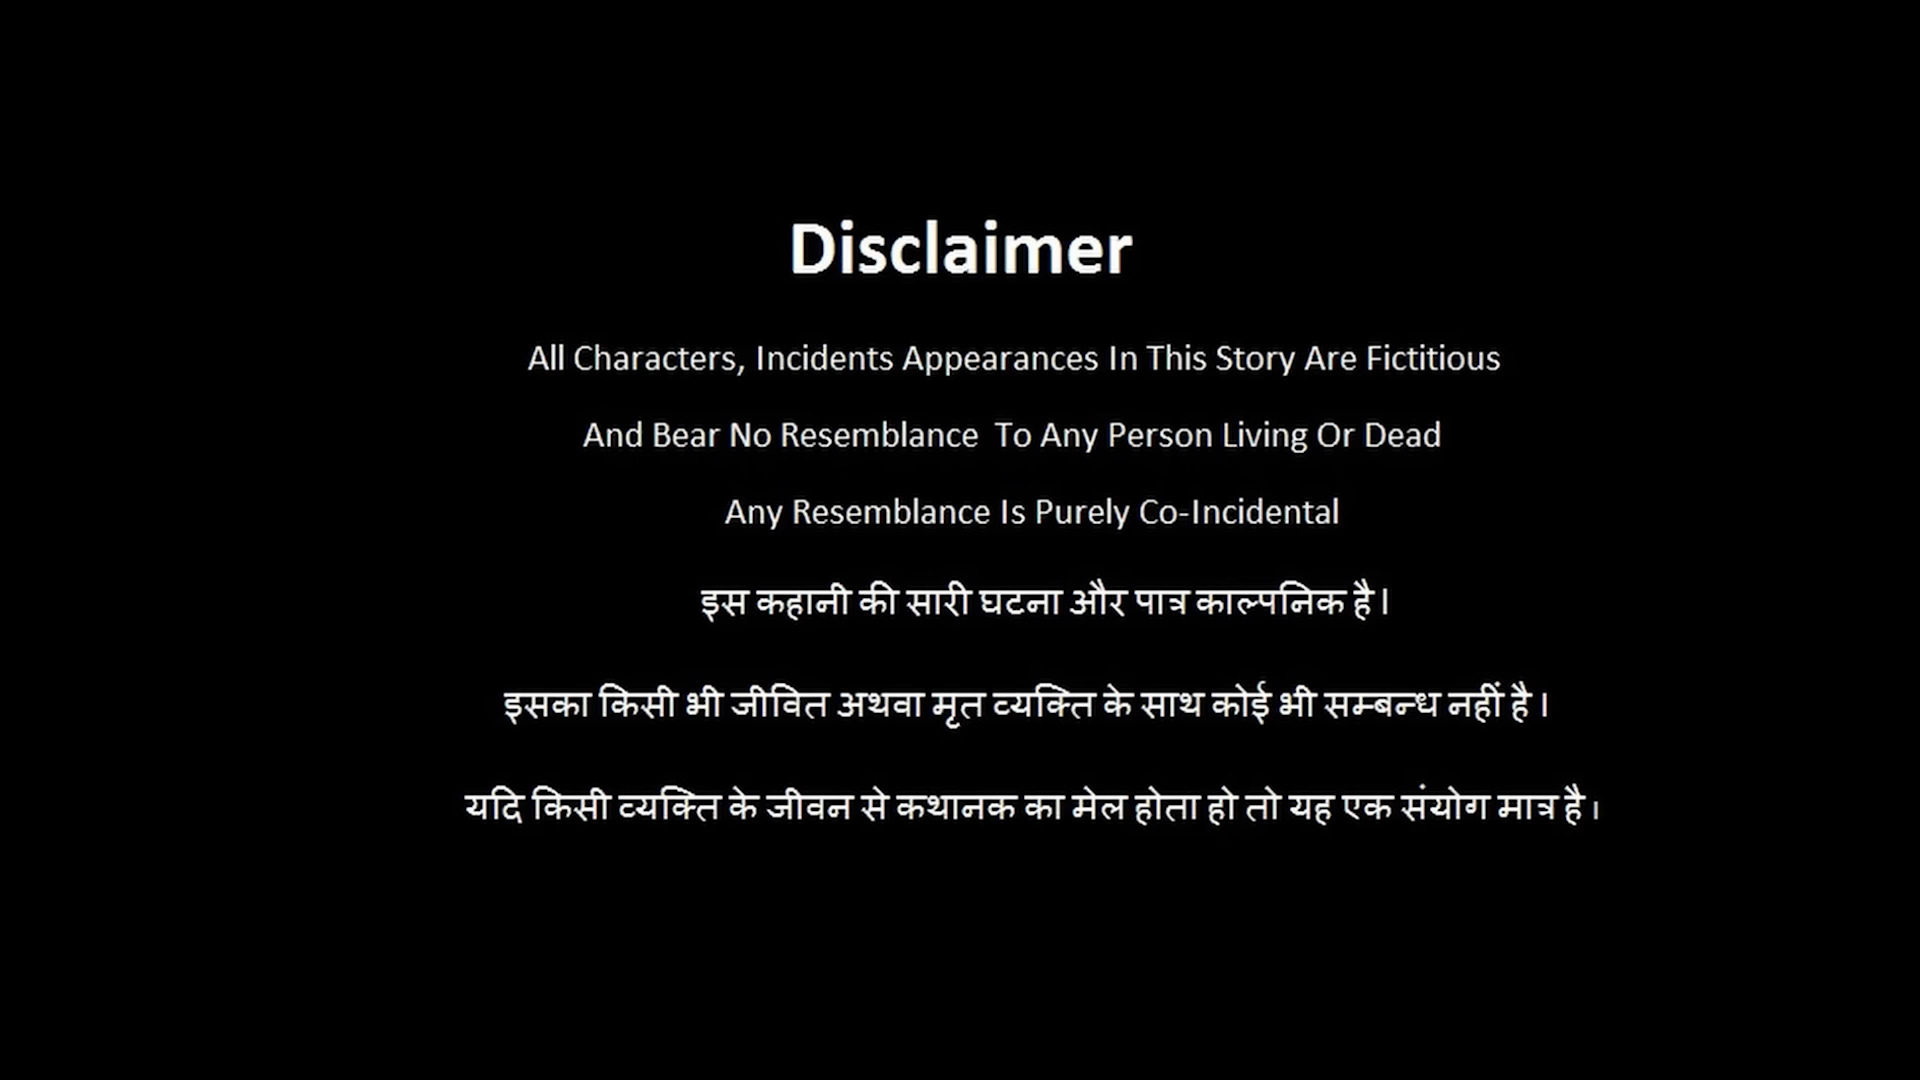 Disclaimer
All Characters, Incidents Appearances In This Story Are Fictitious
And Bear No Resemblance To Any Person Living Or Dead
Any Resemblance Is Purely Co-Incidental
इस कहानी की सारी घटना और पात्र काल्पनिक है।
इसका किसी भी जीवित अथवा मृत व्यक्ति के साथ कोई भी सम्बन्ध नहीं है ।
यदि किसी व्यक्ति के जीवन से कथानक का मेल होता हो तो यह एक संयोग मात्र है ।